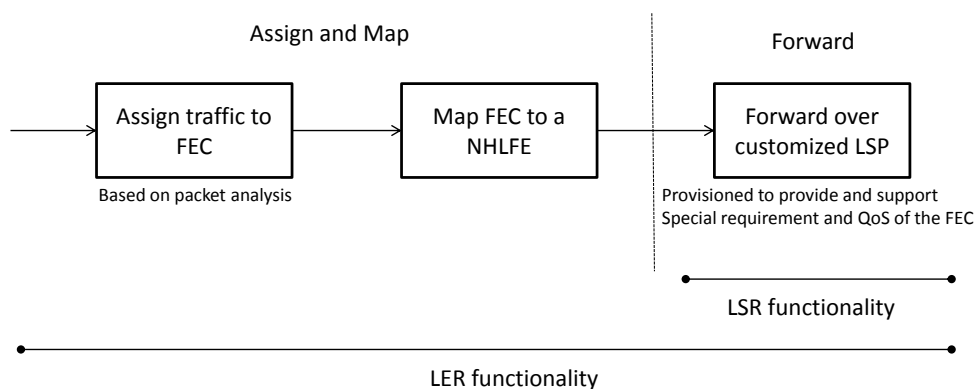 Assign and Map
Forward
Assign traffic to
FEC
Map FEC to a
NHLFE
Forward over
customized LSP
Based on packet analysis
Provisioned to provide and support
Special requirement and QoS of the FEC
LSR functionality
LER functionality